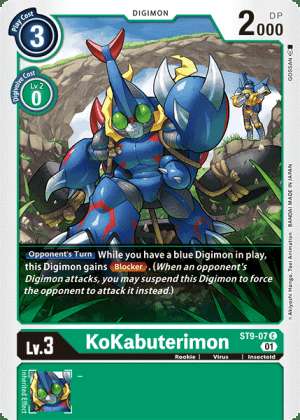 Play Cost
3
DIGIMON
2000
DP
Digivolve Cost
Lv.2
0
Opponent's Turn While you have a blue Digimon in play,
this Digimon gains Blocker. (When an opponent's
Digimon attacks, you may suspend this Digimon to force
the opponent to attack it instead.)
Lv.3
KoKabuterimon
ST9-07 C
01
Rookie Virus Insectoid
Inherited Effect
-